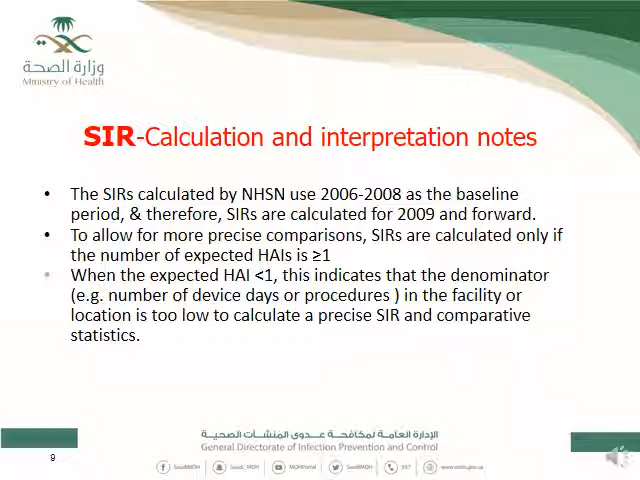 وزارة الصحة
Ministry of Health
SIR-Calculation and interpretation notes
• The SIRs calculated by NHSN use 2006-2008 as the baseline
period, & therefore, SIRs are calculated for 2009 and forward.
• To allow for more precise comparisons, SIRs are calculated only if
the number of expected HAIs is ≥1
• When the expected HAI <1, this indicates that the denominator
(e.g. number of device days or procedures ) in the facility or
location is too low to calculate a precise SIR and comparative
statistics.
الإدارة العامة لمكافحة عدوى المنشآت الصحية
General Directorate of Infection Prevention and Control
9
SaudiMOH Saudi_MOH MOHPortal SaudiMOH 937 www.moh.gov.sa